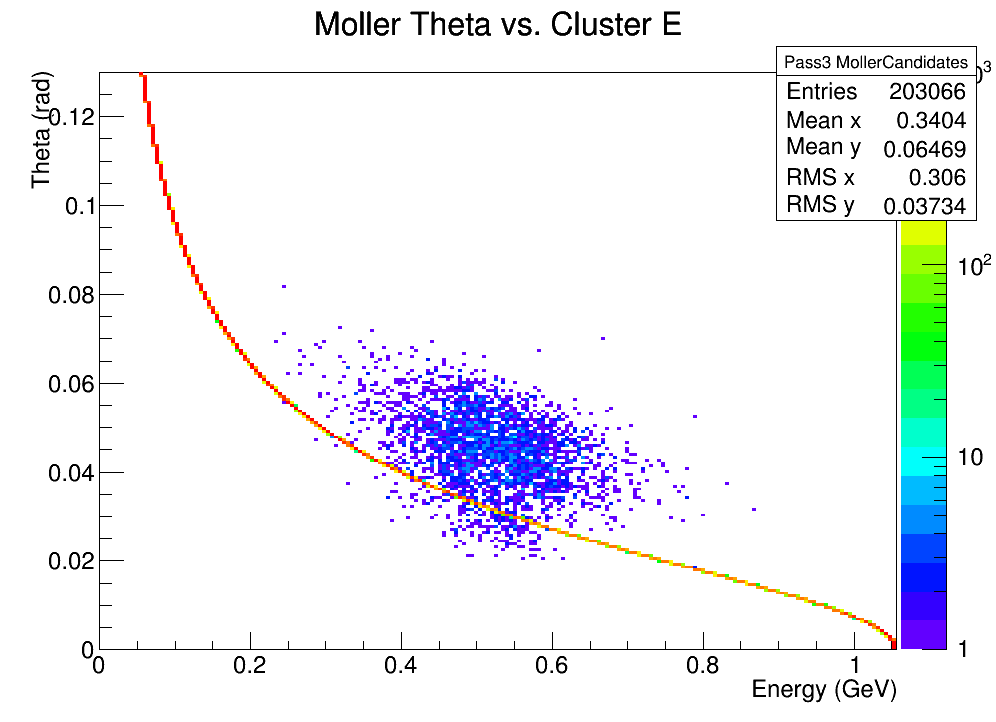 Moller Theta vs. Cluster E
Pass3 MollerCandidates
Entries 203066
Mean x 0.3404
Mean y 0.06469
RMS x 0.306
RMS y 0.03734
Theta (rad)
0.12
0.1
0.08
0.06
0.04
0.02
0
0 0.2 0.4 0.6 0.8 1
Energy (GeV)
10²
10
1